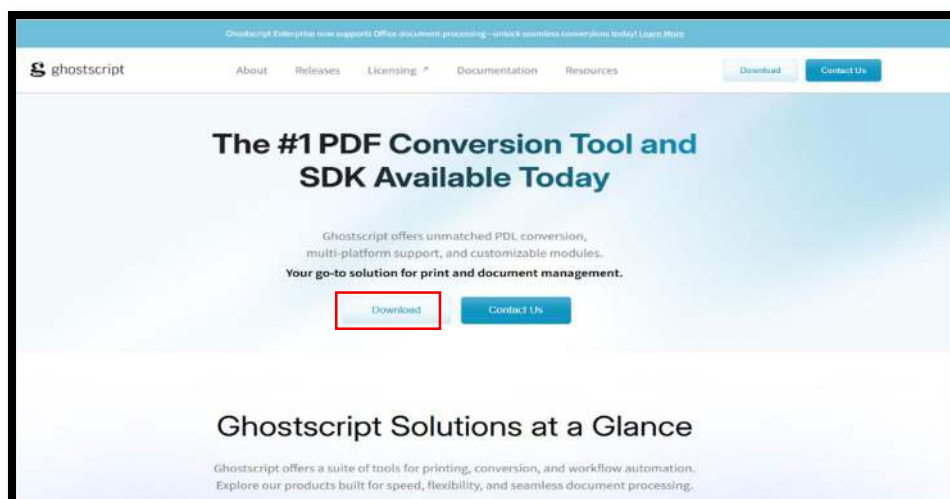 Ghostscript Enterprise now supports Office document processing—unlock seamless conversions today! Learn More
ghostscript
About Releases Licensing ↗ Documentation Resources Download Contact Us
The #1 PDF Conversion Tool and
SDK Available Today
Ghostscript offers unmatched PDL conversion,
multi-platform support, and customizable modules.
Your go-to solution for print and document management.
Download Contact Us
Ghostscript Solutions at a Glance
Ghostscript offers a suite of tools for printing, conversion, and workflow automation.
Explore our products built for speed, flexibility, and seamless document processing.